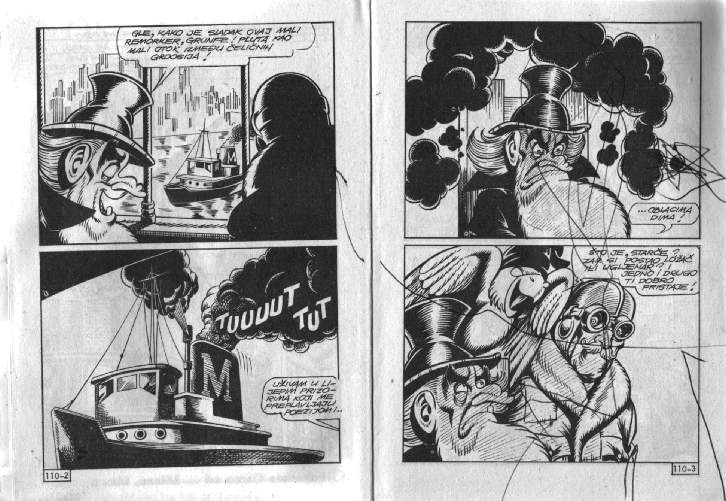 GLE, KAKO JE SLADAK OVAJ MALI
REMORKER, GRUNFE! PLUTA KAO
MALI OTOK IZMEĐU ČELIČNIH
GRDOSIJA!
TUUUUT
TUT
M
UŽIVAM U LI-
JEPIM PRIZO-
RIMA KOJI ME
PREPLAVLJAJU
POEZIJOM!..
110-2
...OBLACIMA
DIMA!
ŠTO JE, STARČE?
ZAR SI POSTAO LOŽAČ
ILI UGLJENAR?!
JEDNO I DRUGO
TI DOBRO
PRISTAJE!
110-3